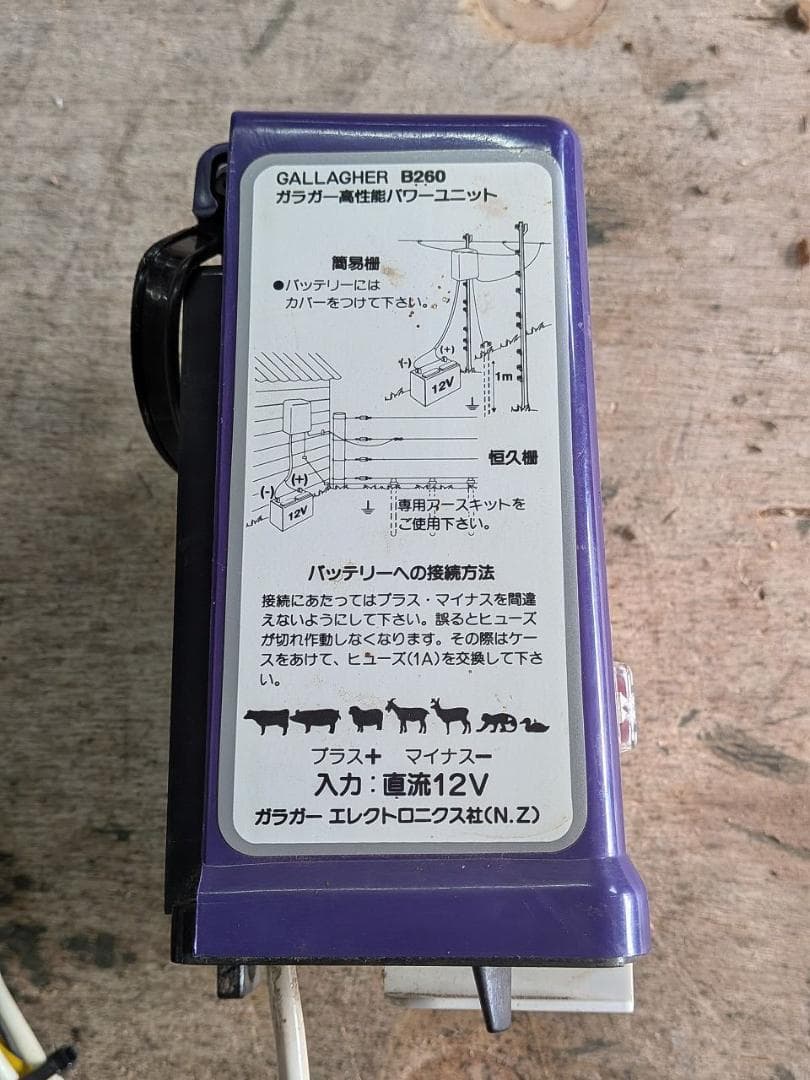 GALLAGHER B260
ガラガー高性能パワーユニット
簡易柵
●バッテリーには
カバーをつけて下さい。
(-)
(+)
12V
1m
恒久柵
(-)
(+)
12V
専用アースキットを
ご使用下さい。
バッテリーへの接続方法
接続にあたってはプラス・マイナスを間違
えないようにして下さい。誤るとヒューズ
が切れ作動しなくなります。その際はケー
スをあけて、ヒューズ(1A)を交換して下さ
い。
プラス＋ マイナスー
入力：直流12V
ガラガー エレクトロニクス社(N.Z)